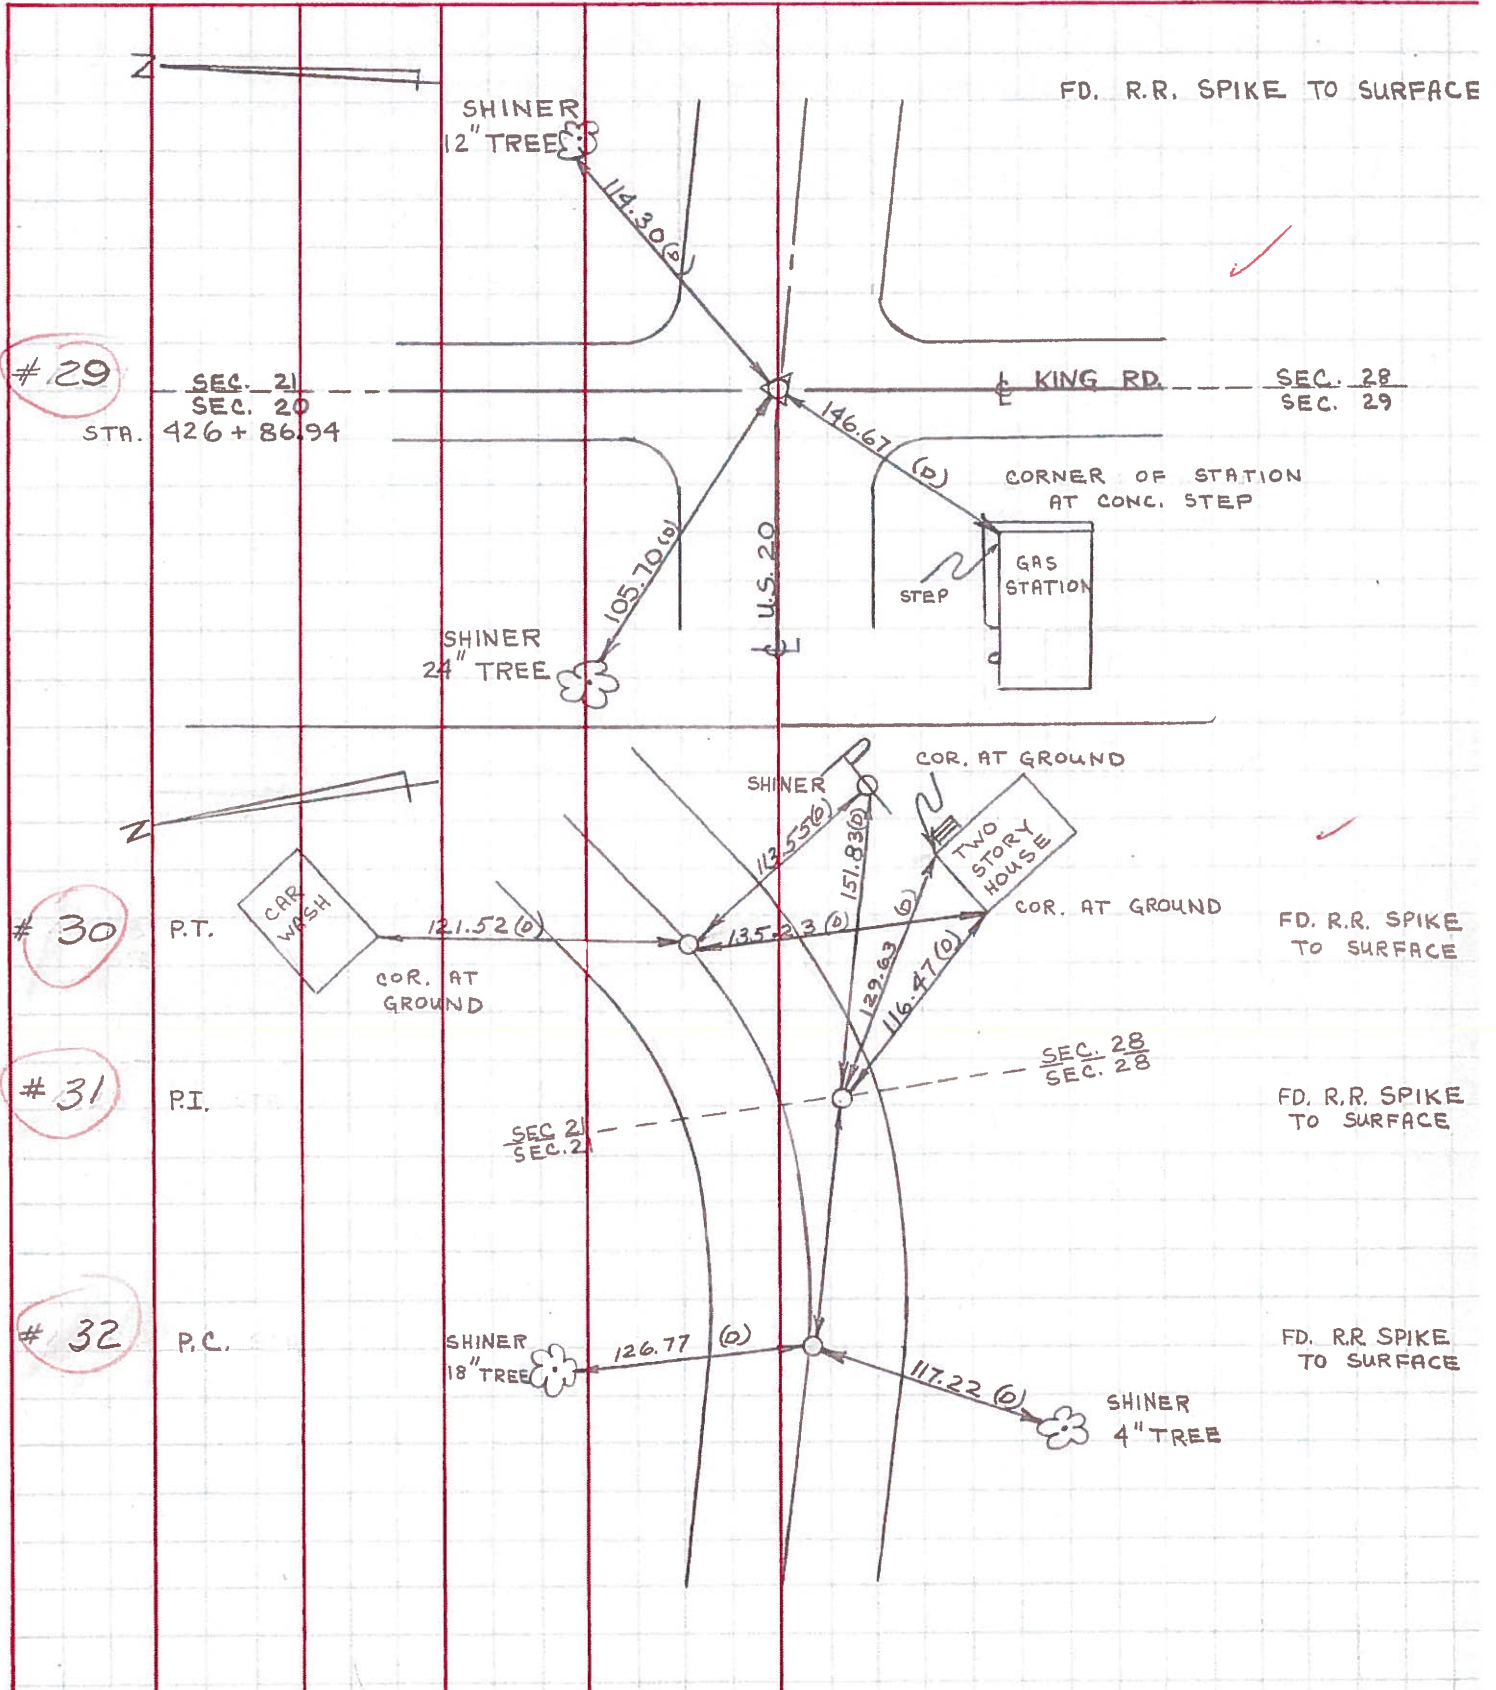 N
FD. R.R. SPIKE TO SURFACE
SHINER
12" TREE
114.30 (D)
# 29
SEC. 21
SEC. 20
STA. 426 + 86.94
℄ KING RD.
SEC. 28
SEC. 29
146.67 (D)
CORNER OF STATION
AT CONC. STEP
105.70 (D)
U.S. 20
℄
GAS
STATION
STEP
SHINER
24" TREE
N
SHINER
COR. AT GROUND
113.55 (D)
151.83 (D)
TWO
STORY
HOUSE
CAR
WASH
# 30
P.T.
121.52 (D)
135.23 (D)
COR. AT GROUND
FD. R.R. SPIKE
TO SURFACE
COR. AT
GROUND
129.63 (D)
116.47 (D)
SEC. 28
SEC. 28
# 31
P.I.
FD. R.R. SPIKE
TO SURFACE
SEC 21
SEC. 21
# 32
P.C.
SHINER
18" TREE
126.77 (D)
FD. R.R SPIKE
TO SURFACE
117.22 (D)
SHINER
4" TREE